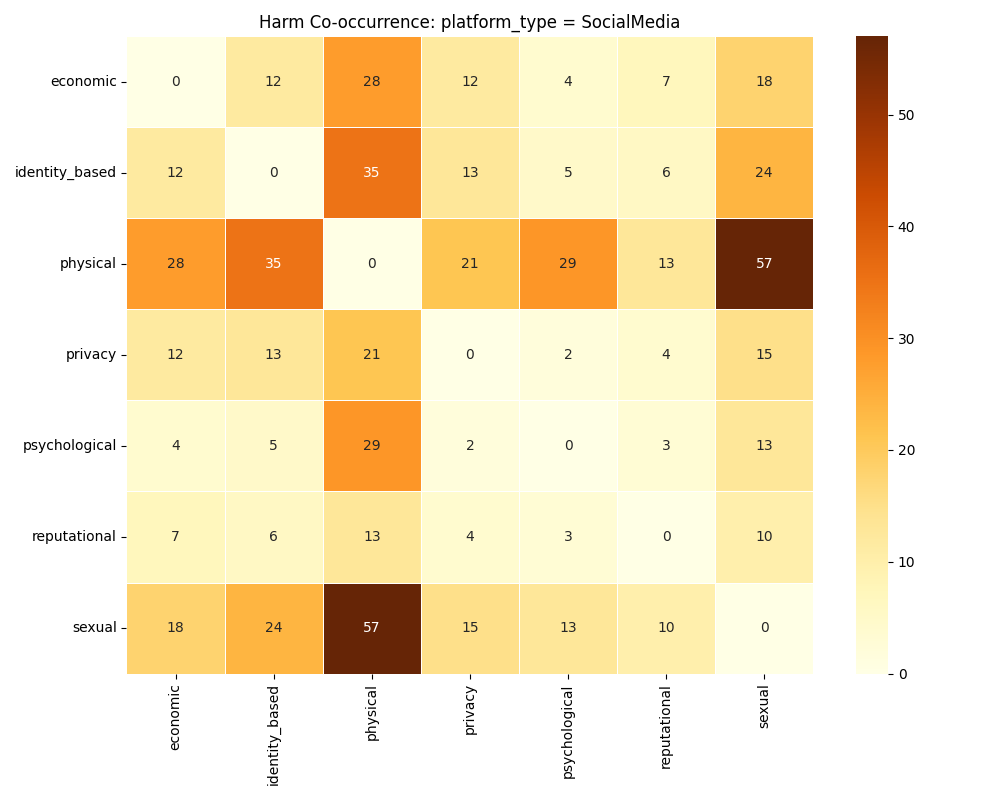 Harm Co-occurrence: platform_type = SocialMedia
economic 0 12 28 12 4 7 18
identity_based 12 0 35 13 5 6 24
physical 28 35 0 21 29 13 57
privacy 12 13 21 0 2 4 15
psychological 4 5 29 2 0 3 13
reputational 7 6 13 4 3 0 10
sexual 18 24 57 15 13 10 0
economic identity_based physical privacy psychological reputational sexual
50
40
30
20
10
0